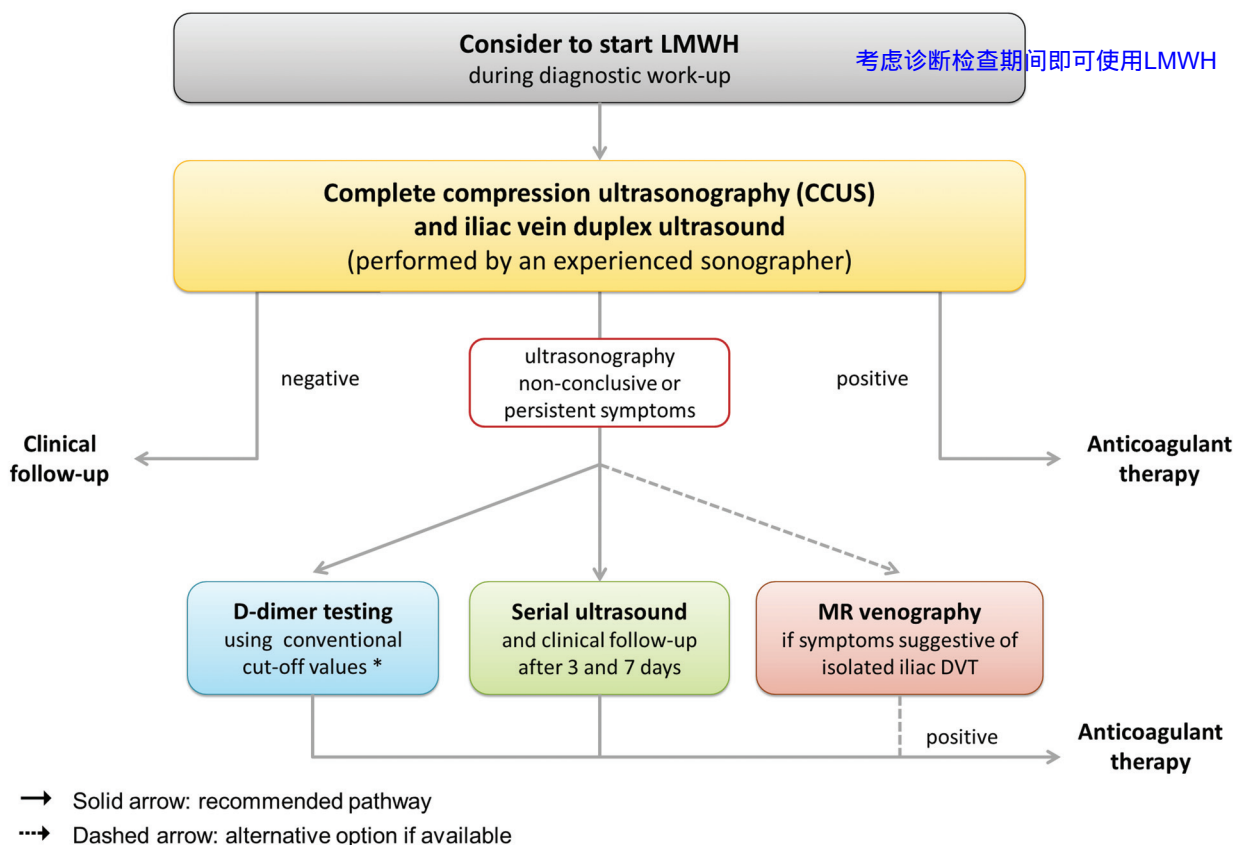 Consider to start LMWH
during diagnostic work-up
考虑诊断检查期间即可使用LMWH
Complete compression ultrasonography (CCUS)
and iliac vein duplex ultrasound
(performed by an experienced sonographer)
negative
ultrasonography
non-conclusive or
persistent symptoms
positive
Clinical
follow-up
Anticoagulant
therapy
D-dimer testing
using conventional
cut-off values *
Serial ultrasound
and clinical follow-up
after 3 and 7 days
MR venography
if symptoms suggestive of
isolated iliac DVT
positive
Anticoagulant
therapy
Solid arrow: recommended pathway
Dashed arrow: alternative option if available